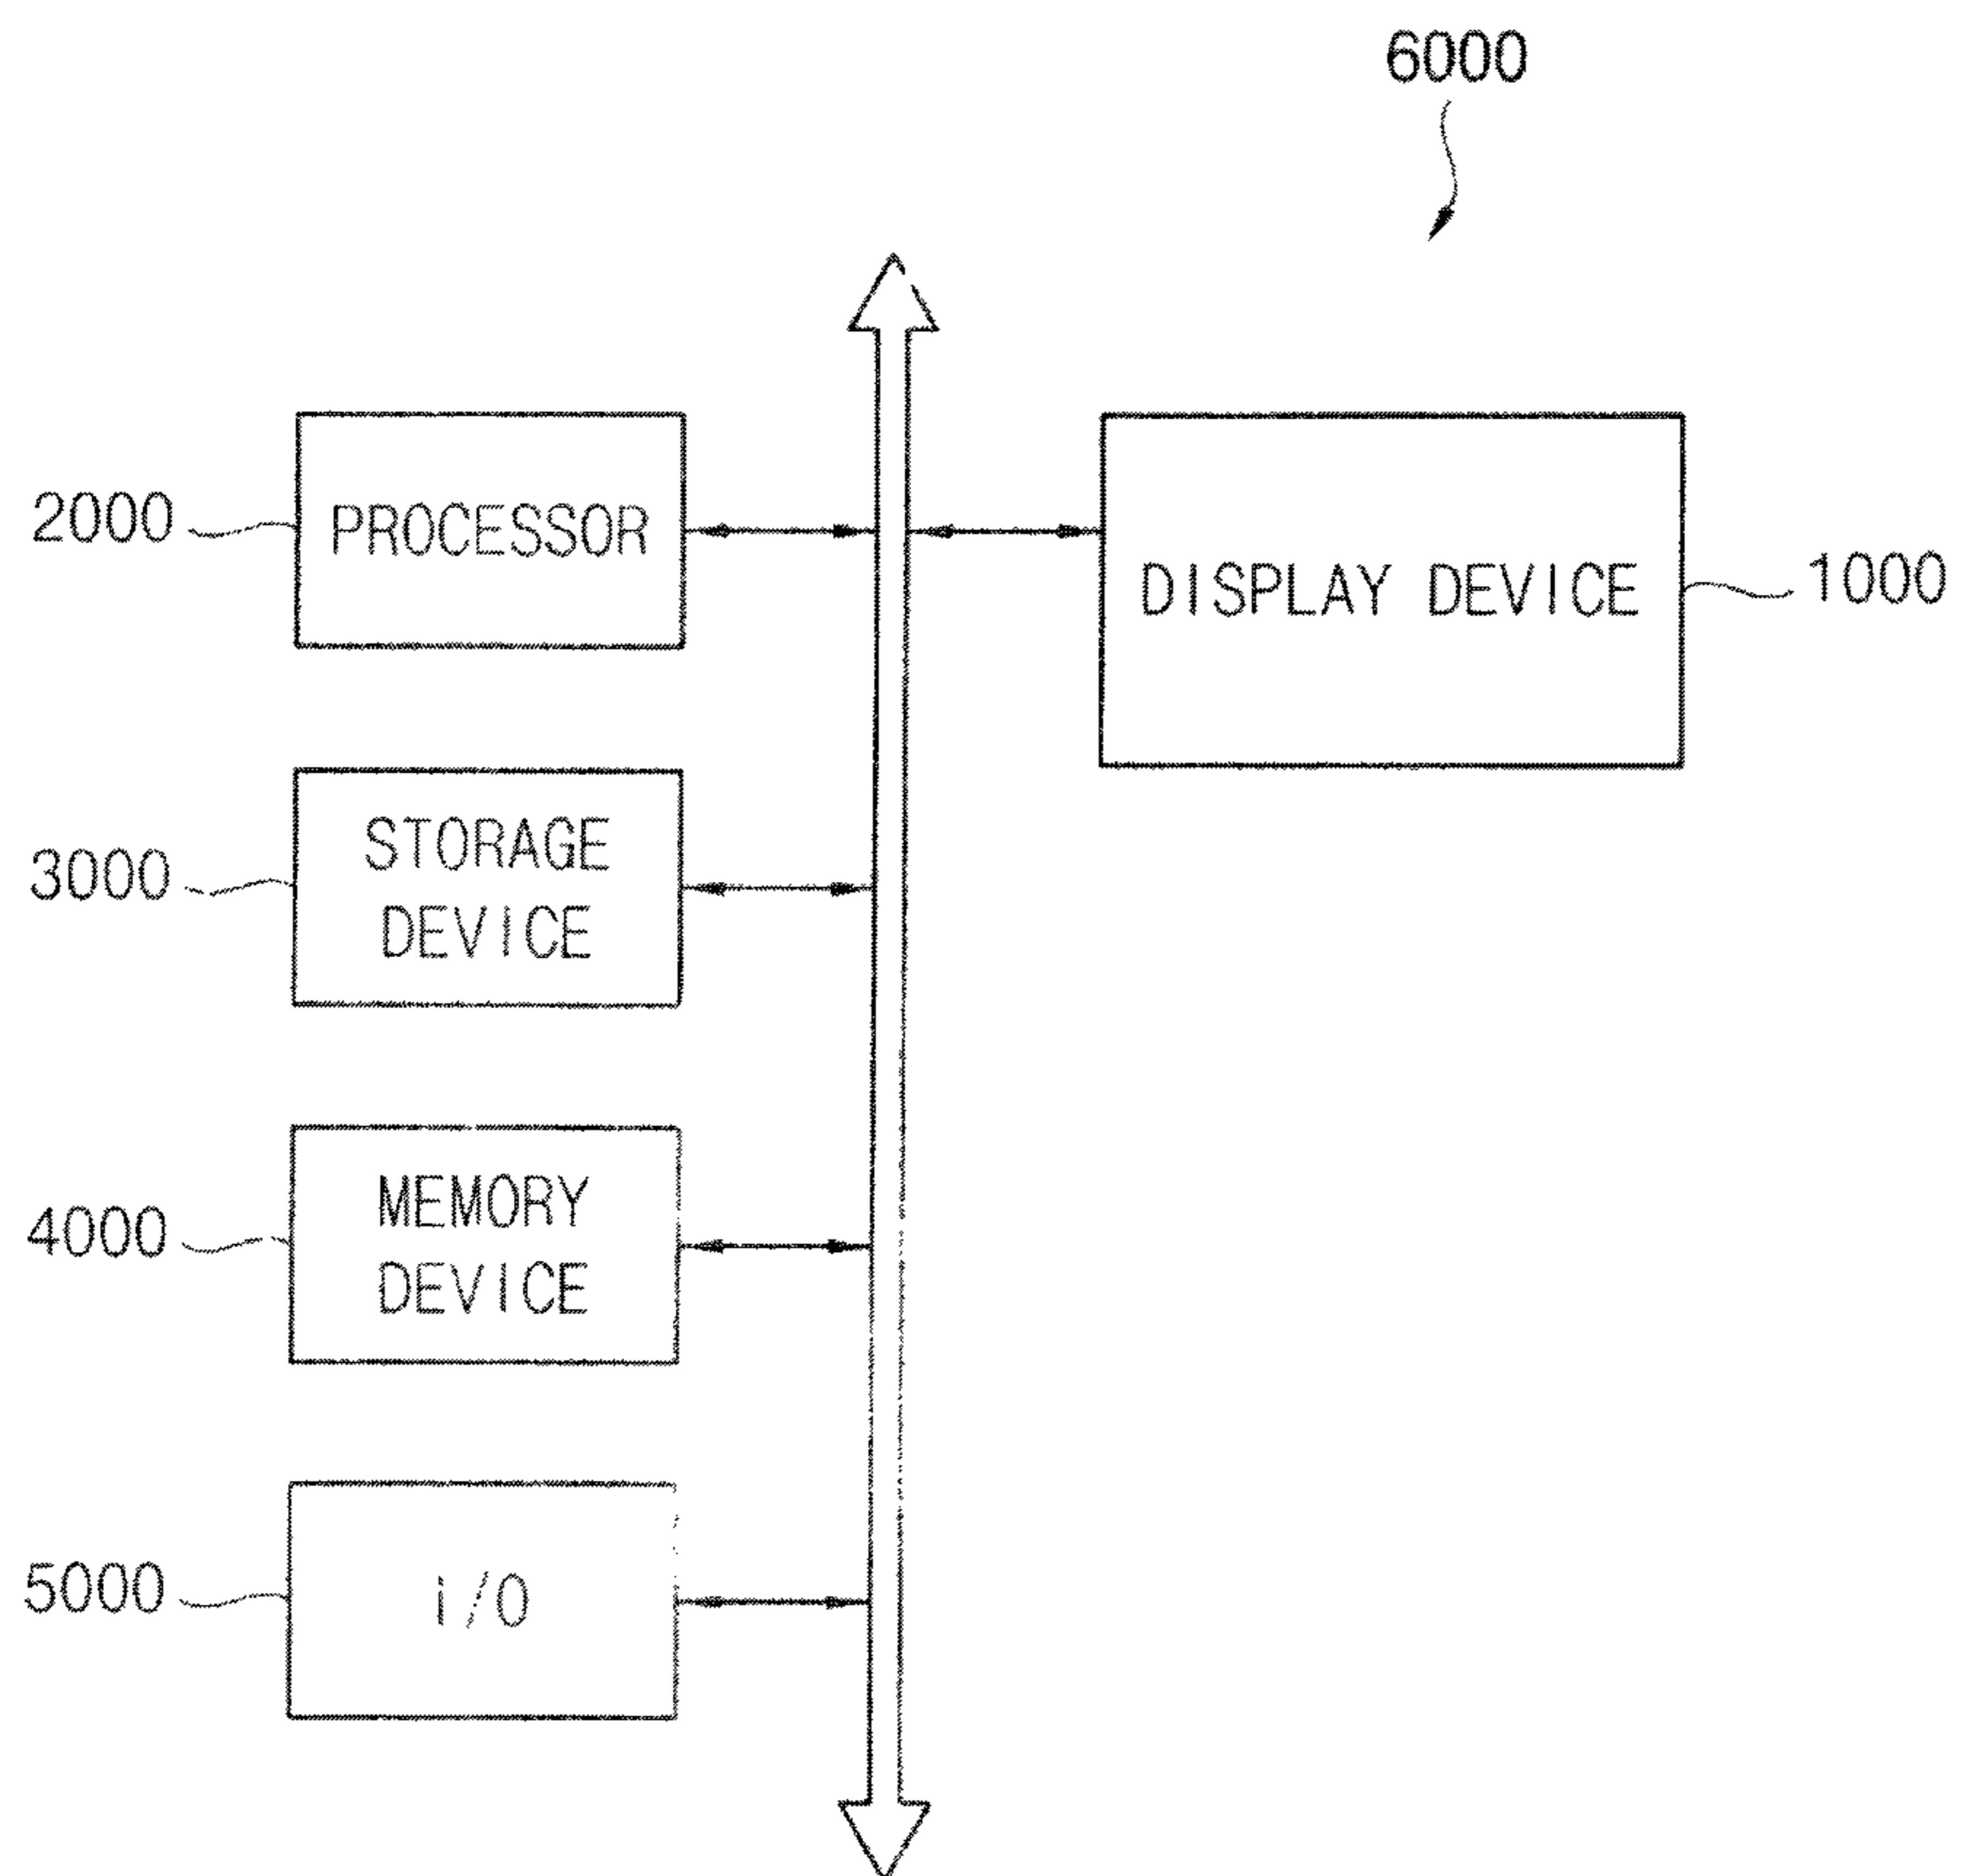 6000
2000
PROCESSOR
DISPLAY DEVICE
1000
3000
STORAGE
DEVICE
4000
MEMORY
DEVICE
5000
I/O